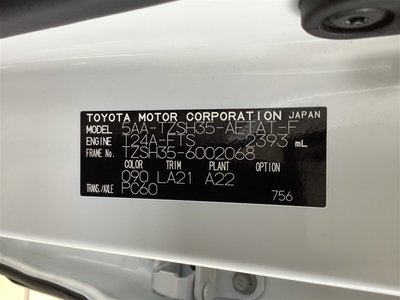 TOYOTA MOTOR CORPORATION JAPAN
MODEL 5AA-TZSH35-AETAT-F
ENGINE T24A-FTS 2393 mL
FRAME No. TZSH35-6002068
COLOR TRIM PLANT OPTION
090 LA21 A22
TRANS./AXLE PC60
756